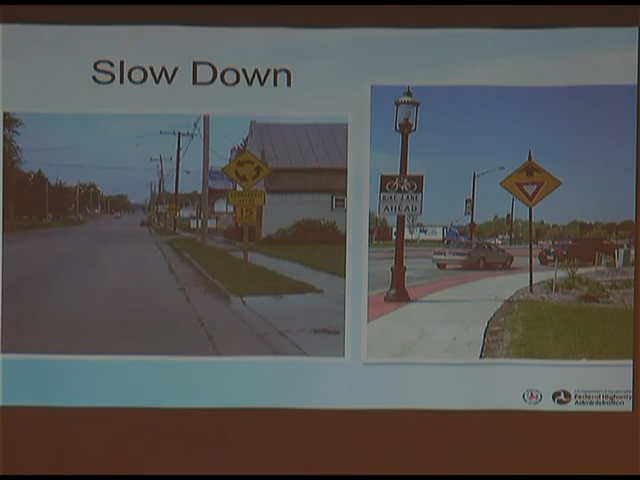 Slow Down
BIKE LANE
AHEAD
Federal Highway
Administration